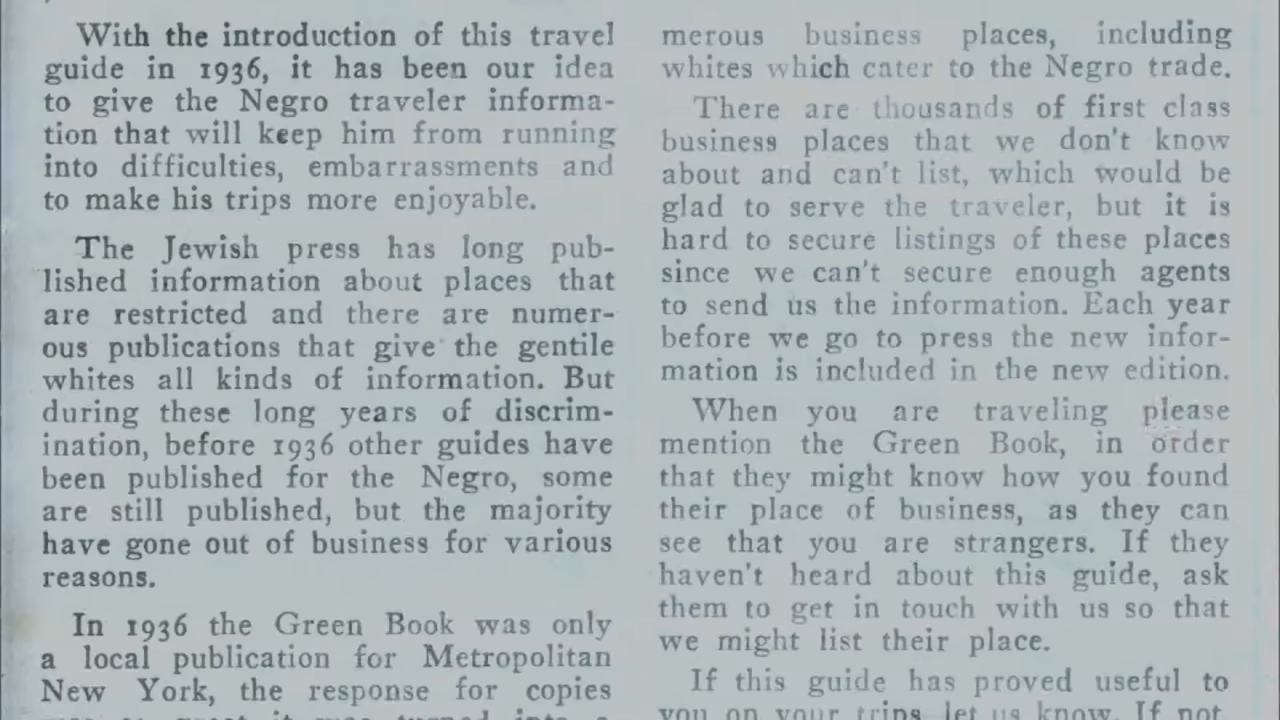 With the introduction of this travel
guide in 1936, it has been our idea
to give the Negro traveler informa-
tion that will keep him from running
into difficulties, embarrassments and
to make his trips more enjoyable.
The Jewish press has long pub-
lished information about places that
are restricted and there are numer-
ous publications that give the gentile
whites all kinds of information. But
during these long years of discrim-
ination, before 1936 other guides have
been published for the Negro, some
are still published, but the majority
have gone out of business for various
reasons.
In 1936 the Green Book was only
a local publication for Metropolitan
New York, the response for copies
was so great it was turned into a
merous business places, including
whites which cater to the Negro trade.
There are thousands of first class
business places that we don't know
about and can't list, which would be
glad to serve the traveler, but it is
hard to secure listings of these places
since we can't secure enough agents
to send us the information. Each year
before we go to press the new infor-
mation is included in the new edition.
When you are traveling please
mention the Green Book, in order
that they might know how you found
their place of business, as they can
see that you are strangers. If they
haven't heard about this guide, ask
them to get in touch with us so that
we might list their place.
If this guide has proved useful to
you on your trips let us know. If not,